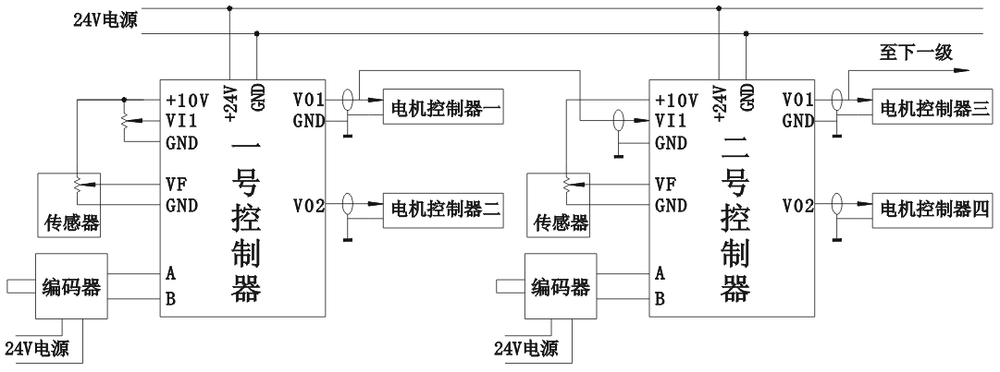 24V电源
至下一级
+24V
GND
+10V
VI1
GND
VF
GND
A
B
一号控制器
VO1
GND
VO2
电机控制器一
电机控制器二
传感器
编码器
24V电源
+24V
GND
+10V
VI1
GND
VF
GND
A
B
二号控制器
VO1
GND
VO2
电机控制器三
电机控制器四
传感器
编码器
24V电源